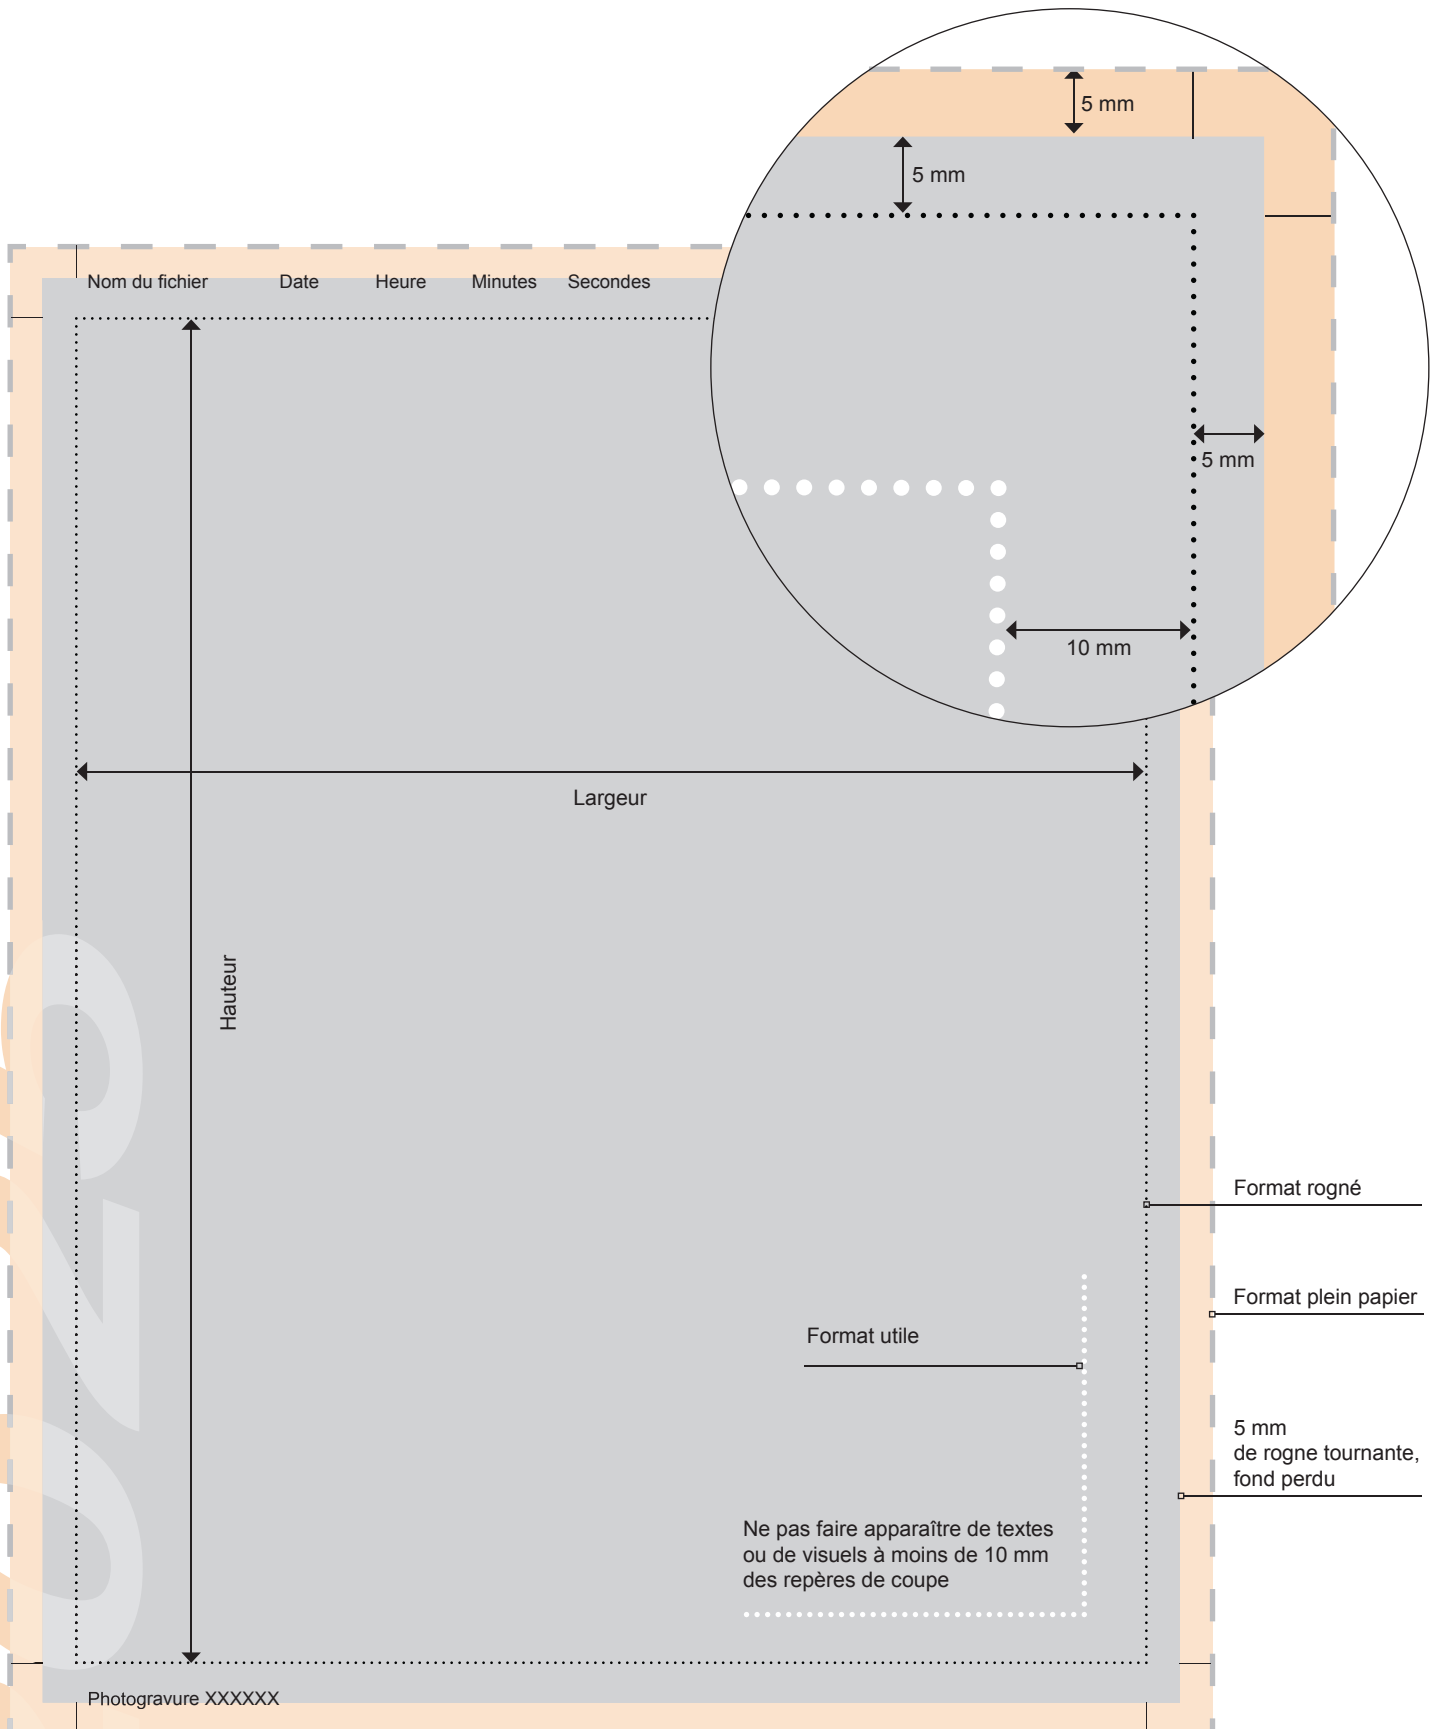 5 mm
5 mm
Nom du fichier Date Heure Minutes Secondes
5 mm
10 mm
Largeur
Hauteur
Format rogné
Format plein papier
Format utile
5 mm
de rogne tournante,
fond perdu
Ne pas faire apparaître de textes
ou de visuels à moins de 10 mm
des repères de coupe
Photogravure XXXXXX